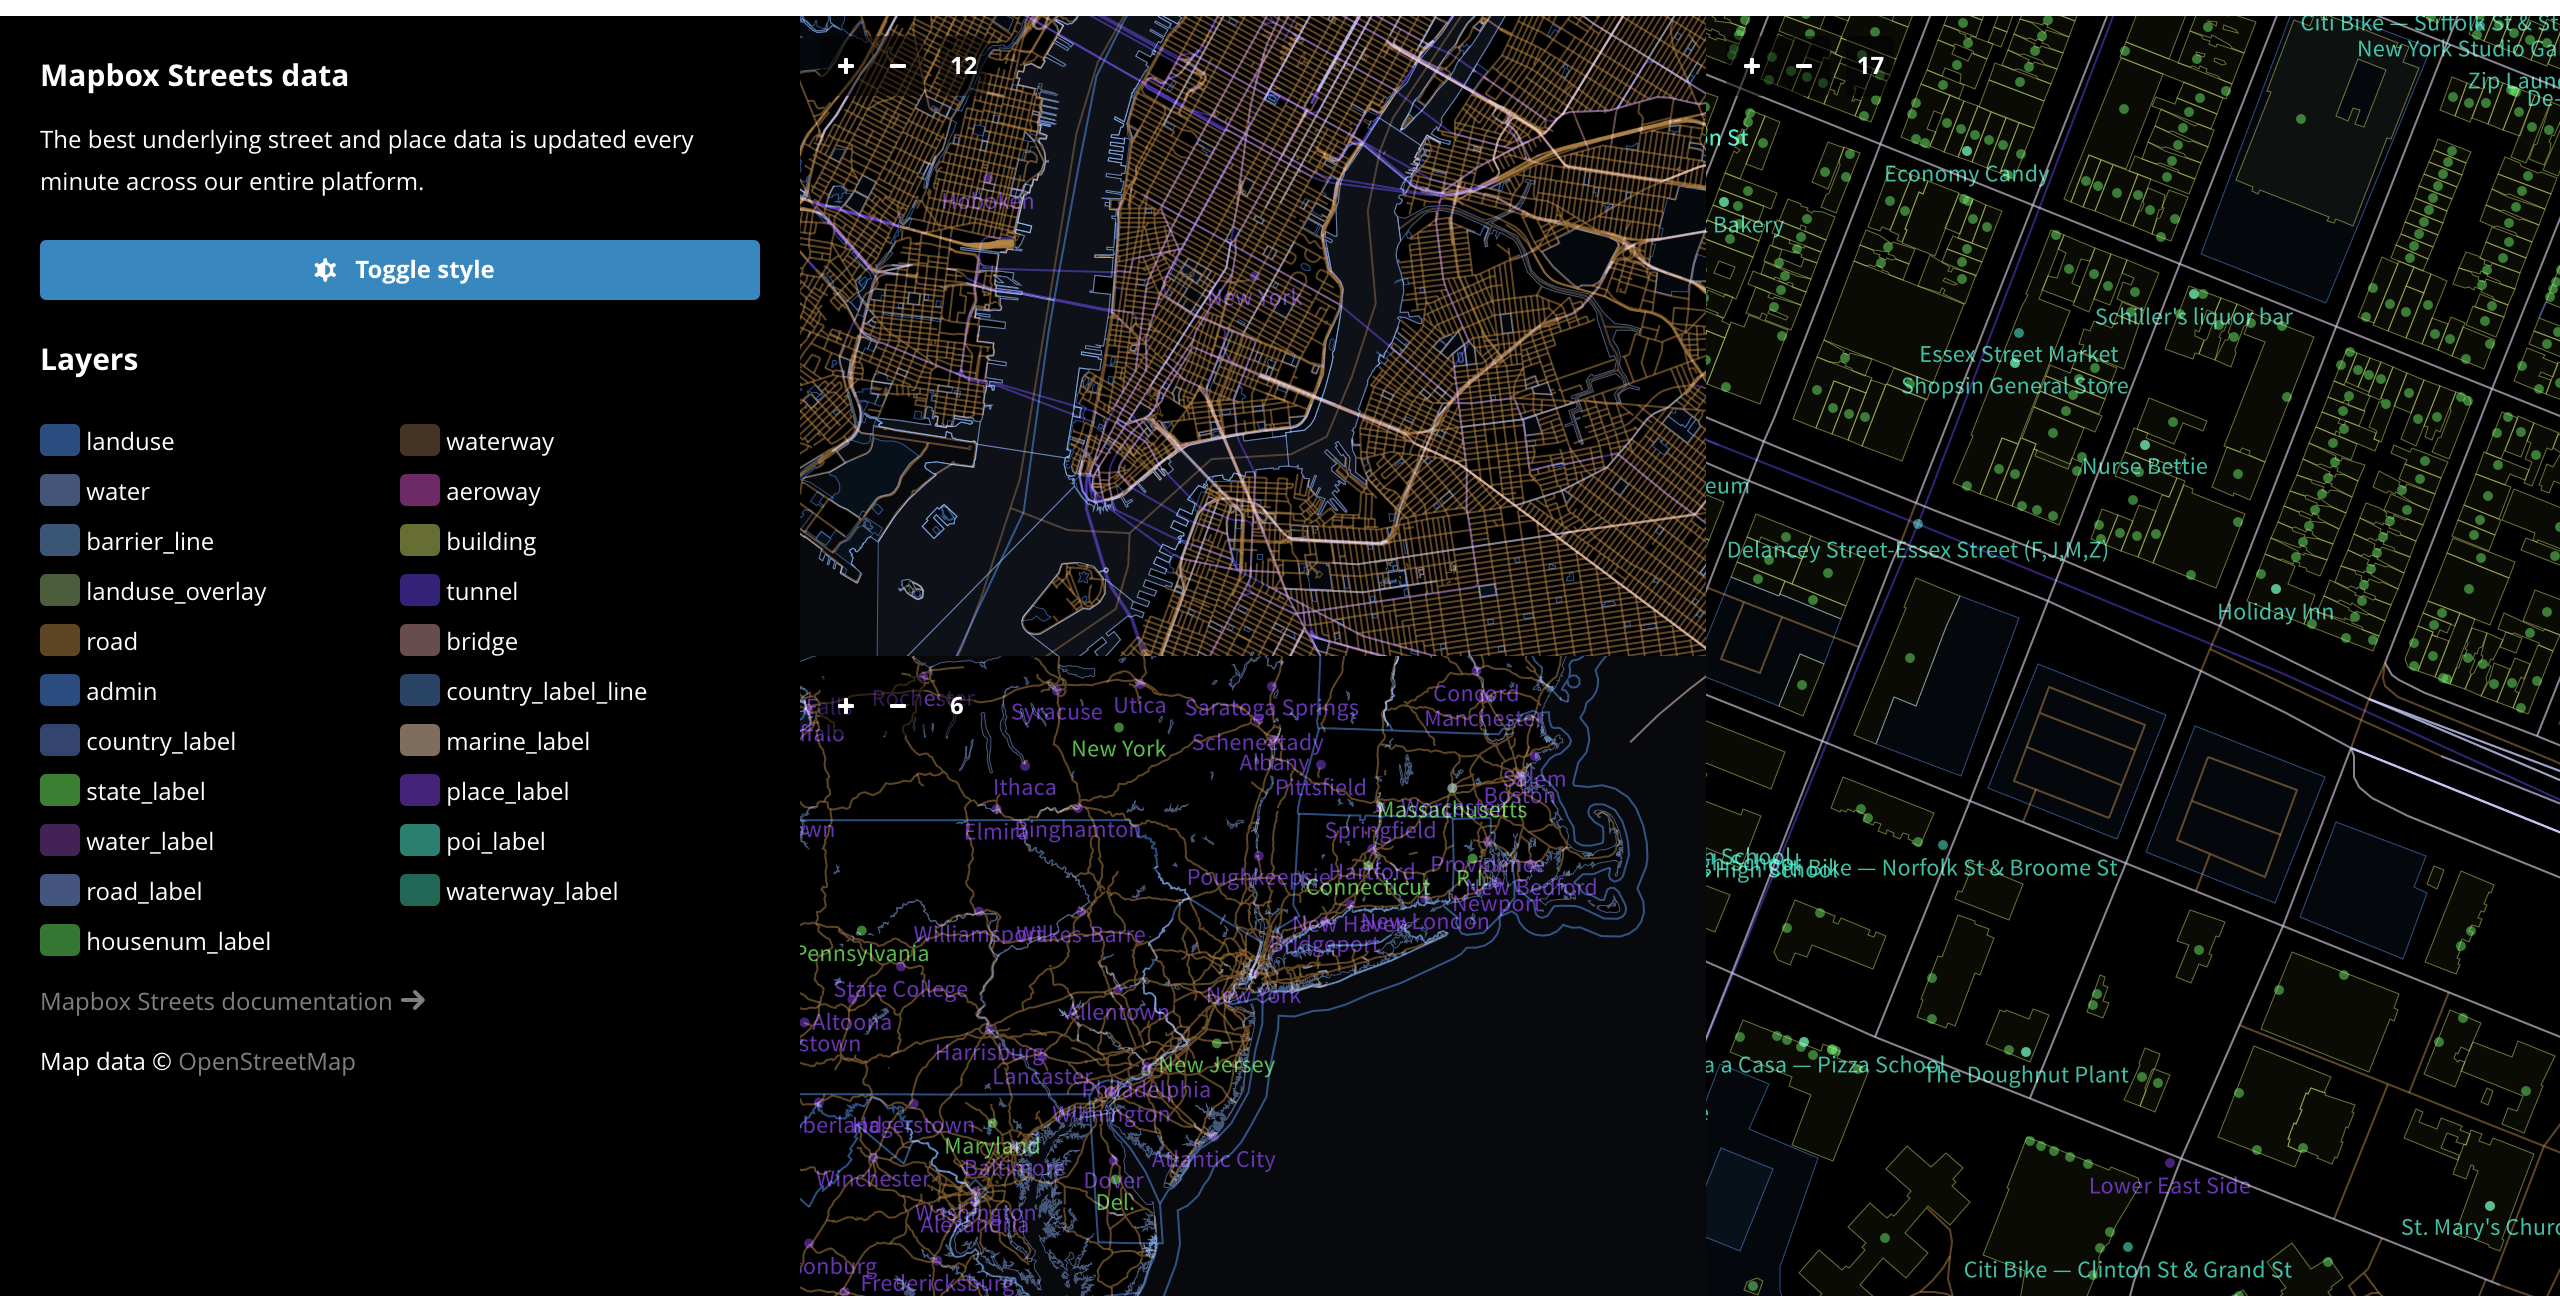 Mapbox Streets data
The best underlying street and place data is updated every
minute across our entire platform.
Toggle style
Layers
landuse
waterway
water
aeroway
barrier_line
building
landuse_overlay
tunnel
road
bridge
admin
country_label_line
country_label
marine_label
state_label
place_label
water_label
poi_label
road_label
waterway_label
housenum_label
Mapbox Streets documentation
Map data © OpenStreetMap
+ − 12
Hoboken
New York
+ − 6
Rochester
ffalo
Syracuse
Utica
Saratoga Springs
Concord
Manchester
New York
Schenectady
Albany
Ithaca
Pittsfield
Salem
Boston
Massachusetts
wn
Elmira
Binghamton
Springfield
Poughkeepsie
Hartford
Providence
Connecticut
R.I.
New Bedford
Newport
New Haven
New London
Williamsport
Wilkes-Barre
Bridgeport
Pennsylvania
State College
New York
Altoona
Allentown
stown
Harrisburg
New Jersey
Lancaster
Philadelphia
Wilmington
berland
Hagerstown
Maryland
Baltimore
Atlantic City
Winchester
Dover
Del.
Washington
Alexandria
onburg
Fredericksburg
+ − 17
Citi Bike — Suffolk St & St
New York Studio Ga
Zip Laun
De-
n St
Economy Candy
Bakery
Schiller's liquor bar
Essex Street Market
Shopsin General Store
Nurse Bettie
eum
Delancey Street-Essex Street (F,J,M,Z)
Holiday Inn
School
High School
Bike — Norfolk St & Broome St
a Casa — Pizza School
The Doughnut Plant
Lower East Side
St. Mary's Churc
Citi Bike — Clinton St & Grand St